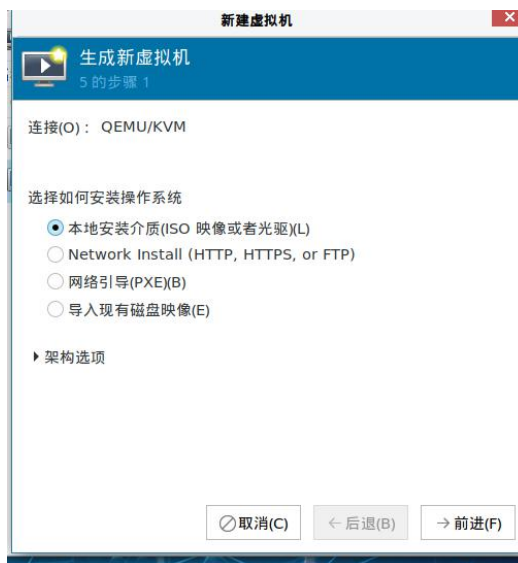 新建虚拟机
生成新虚拟机
5 的步骤 1
连接(O)： QEMU/KVM
选择如何安装操作系统
本地安装介质(ISO 映像或者光驱)(L)
Network Install (HTTP, HTTPS, or FTP)
网络引导(PXE)(B)
导入现有磁盘映像(E)
架构选项
取消(C) 后退(B) 前进(F)